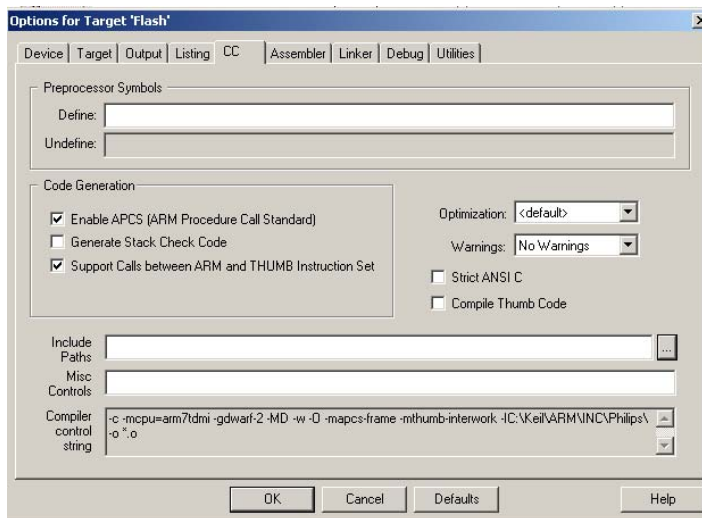 Options for Target 'Flash'
Device Target Output Listing CC Assembler Linker Debug Utilities
Preprocessor Symbols
Define:
Undefine:
Code Generation
Enable APCS (ARM Procedure Call Standard)
Generate Stack Check Code
Support Calls between ARM and THUMB Instruction Set
Optimization: <default>
Warnings: No Warnings
Strict ANSI C
Compile Thumb Code
Include Paths
...
Misc Controls
Compiler control string
-c -mcpu=arm7tdmi -gdwarf-2 -MD -w -O -mapcs-frame -mthumb-interwork -IC:\Keil\ARM\INC\Philips\
-o *.o
OK Cancel Defaults Help